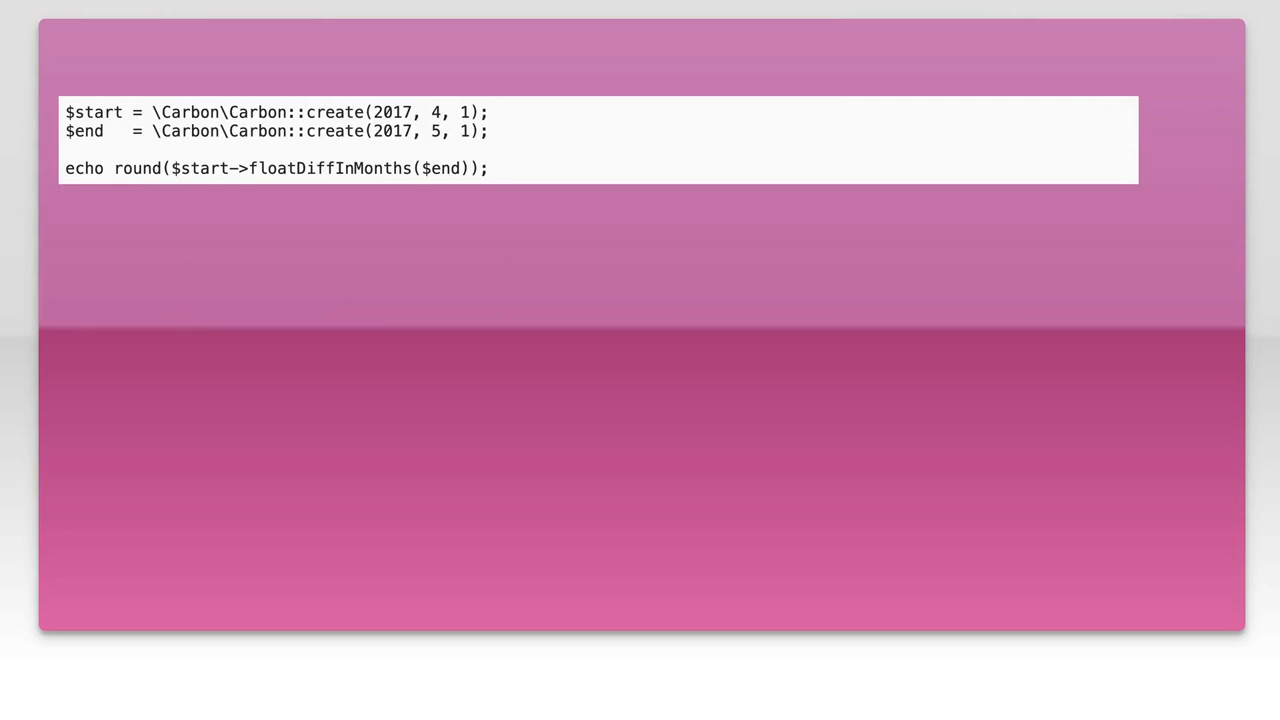 $start = \Carbon\Carbon::create(2017, 4, 1);
$end   = \Carbon\Carbon::create(2017, 5, 1);
echo round($start->floatDiffInMonths($end));